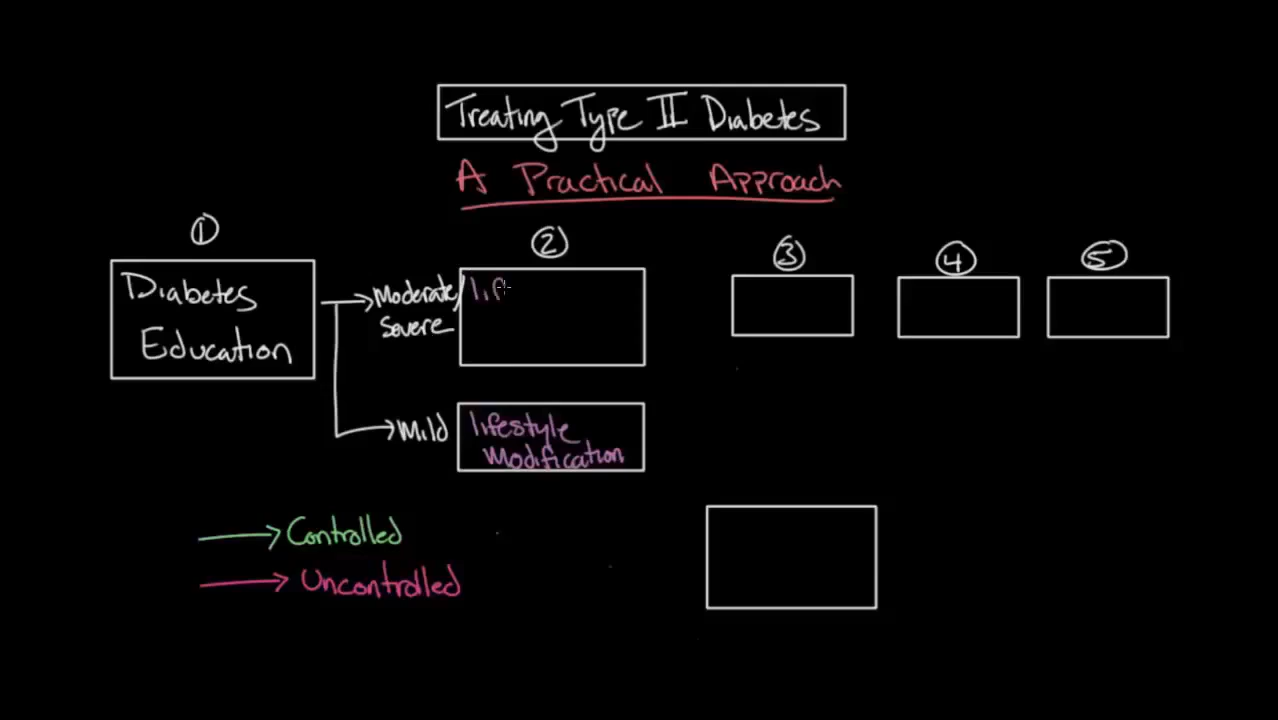 Treating Type II Diabetes
A Practical Approach
①
②
③
④
⑤
Diabetes
Education
Moderate/
Severe
lif
Mild
lifestyle
Modification
Controlled
Uncontrolled